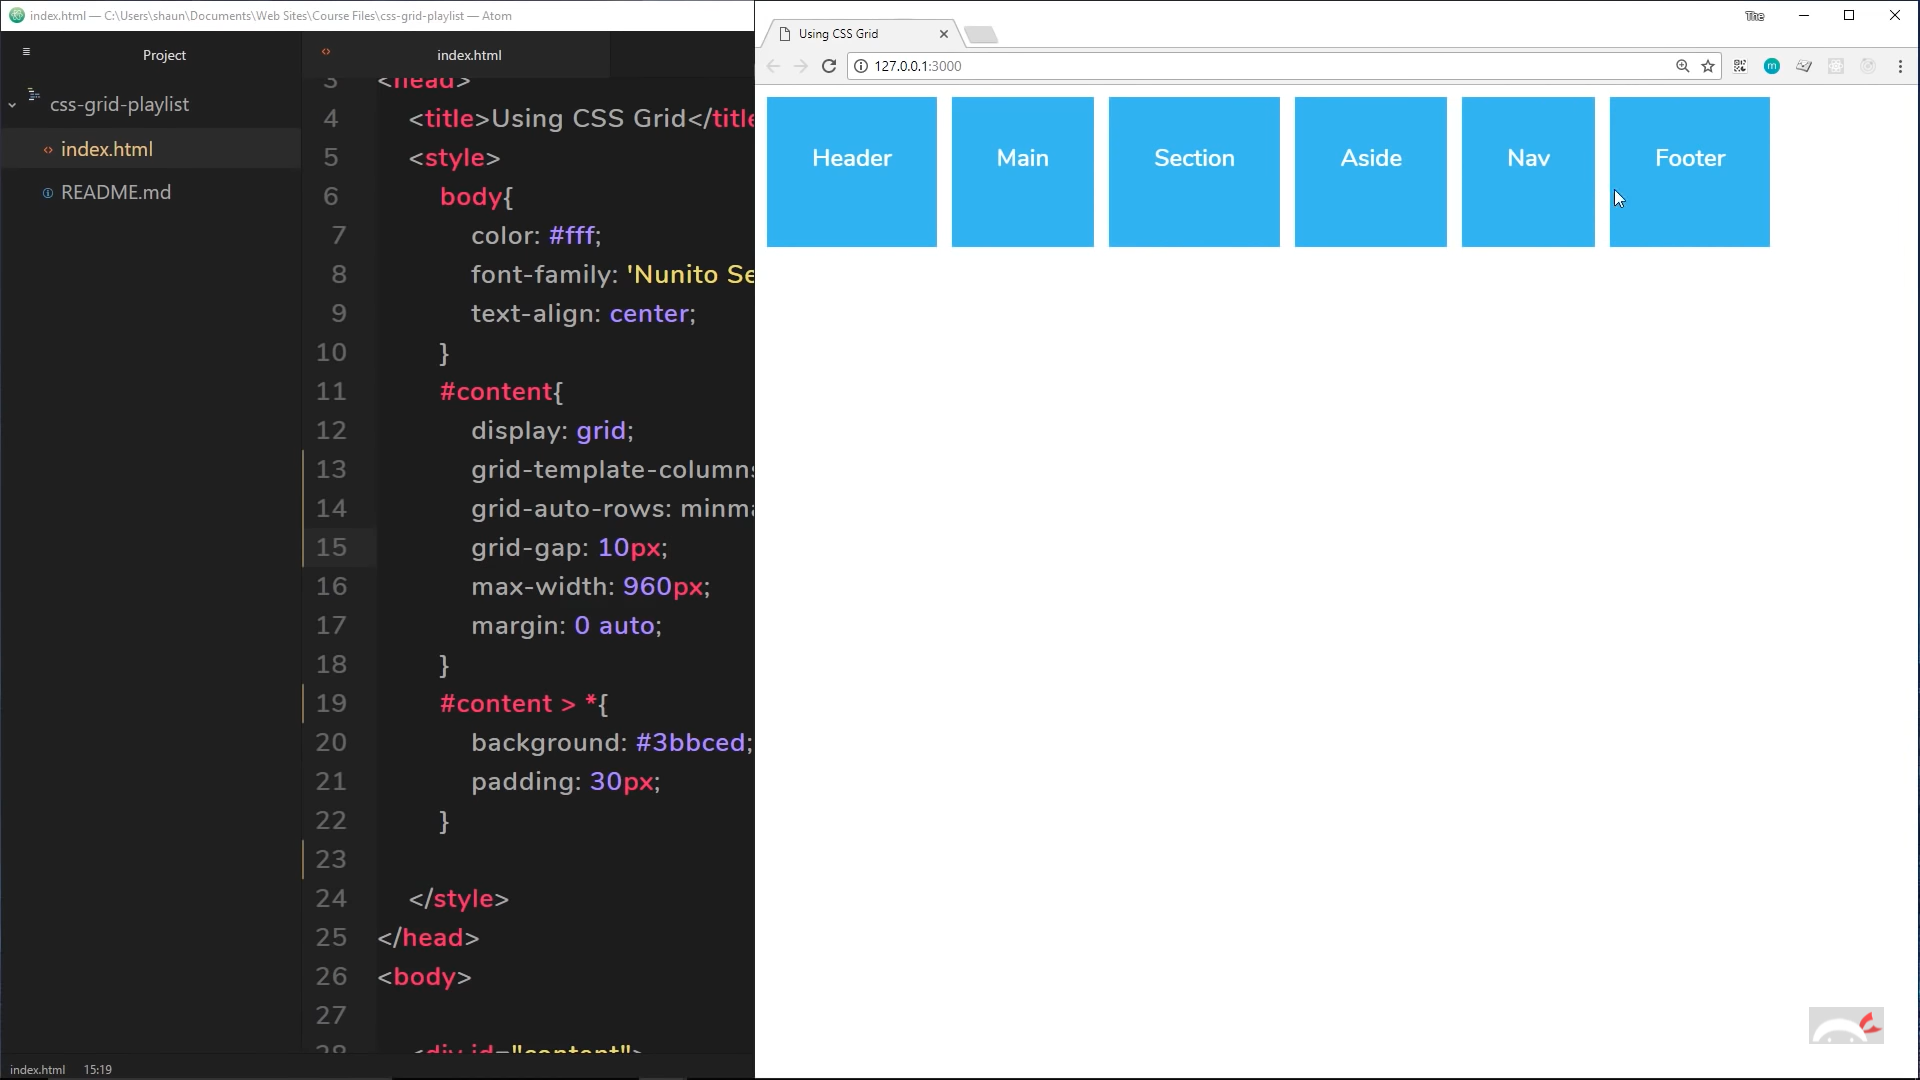 index.html — C:\Users\shaun\Documents\Web Sites\Course Files\css-grid-playlist — Atom
Project
index.html
css-grid-playlist
index.html
README.md
3 <head>
4 <title>Using CSS Grid</title
5 <style>
6 body{
7 color: #fff;
8 font-family: 'Nunito Se
9 text-align: center;
10 }
11 #content{
12 display: grid;
13 grid-template-columns
14 grid-auto-rows: minma
15 grid-gap: 10px;
16 max-width: 960px;
17 margin: 0 auto;
18 }
19 #content > *{
20 background: #3bbced;
21 padding: 30px;
22 }
23
24 </style>
25 </head>
26 <body>
27
28 <div id="content">
index.html 15:19
The
Using CSS Grid
127.0.0.1:3000
m
Header Main Section Aside Nav Footer